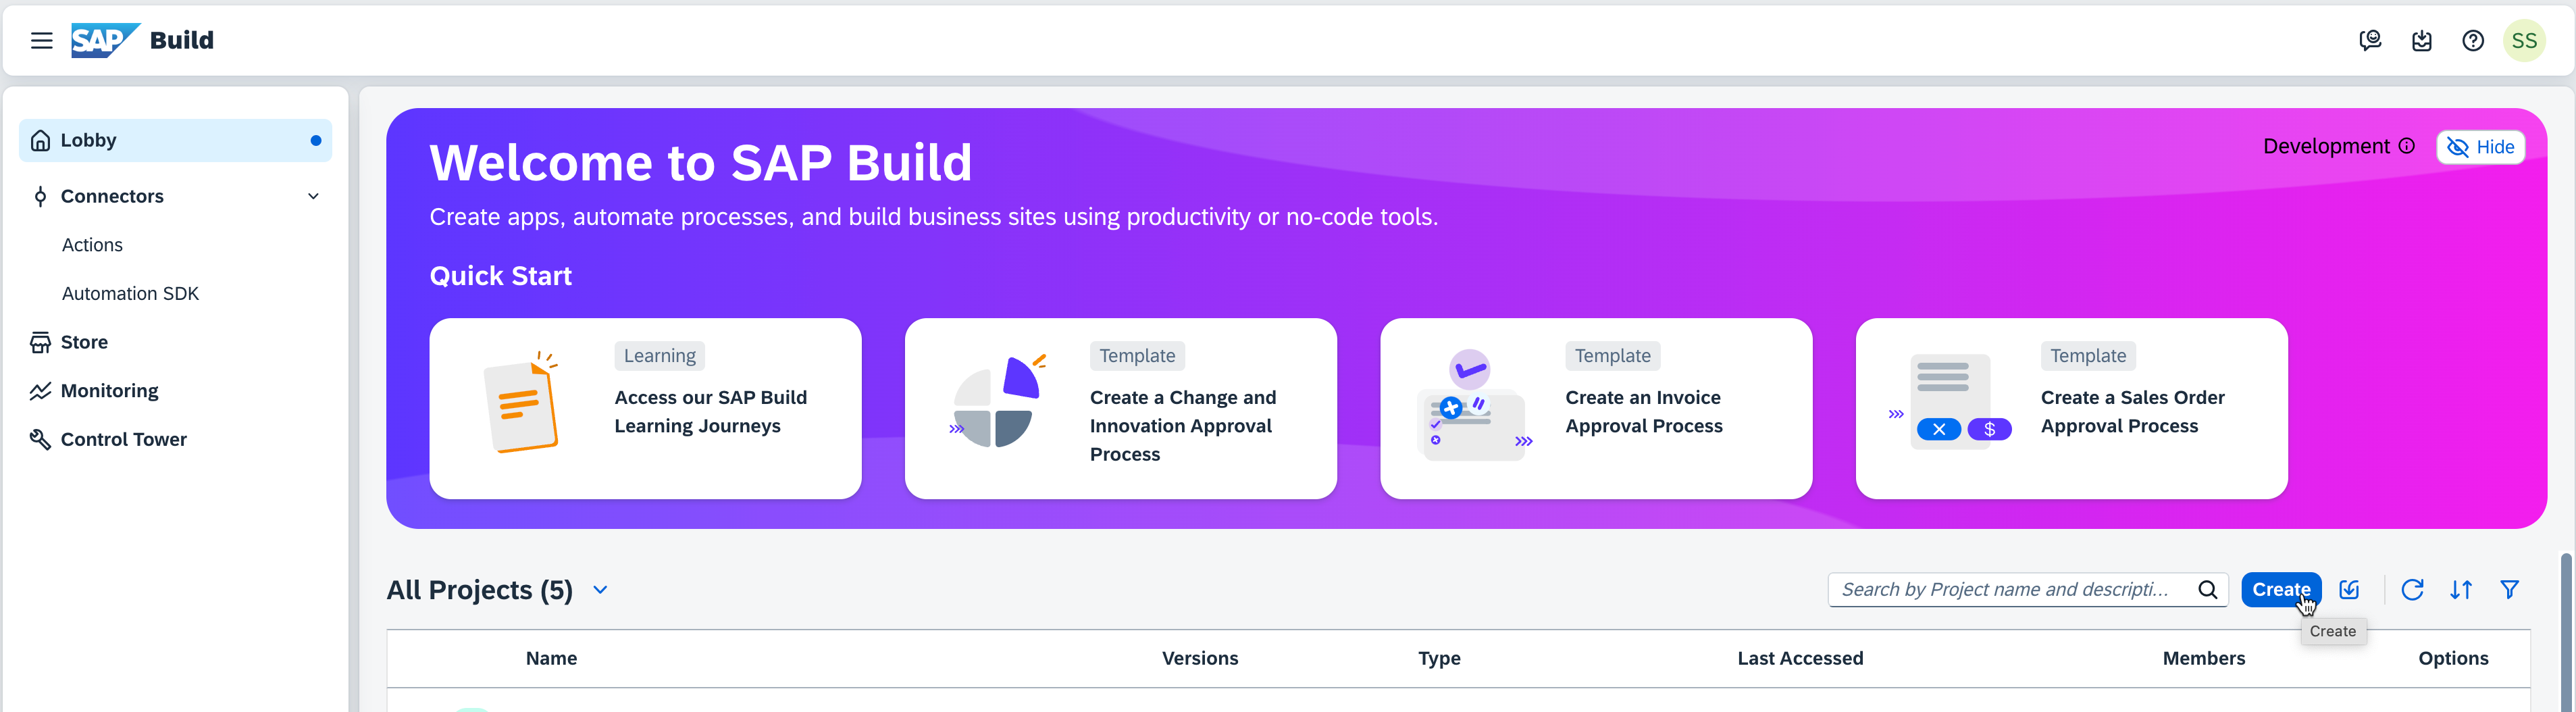 SAP Build
SS
Lobby
Connectors
Actions
Automation SDK
Store
Monitoring
Control Tower
Welcome to SAP Build
Development
Hide
Create apps, automate processes, and build business sites using productivity or no-code tools.
Quick Start
Learning
Access our SAP Build
Learning Journeys
Template
Create a Change and
Innovation Approval
Process
Template
Create an Invoice
Approval Process
$
Template
Create a Sales Order
Approval Process
All Projects (5)
Search by Project name and descripti...
Create
Create
Name Versions Type Last Accessed Members Options